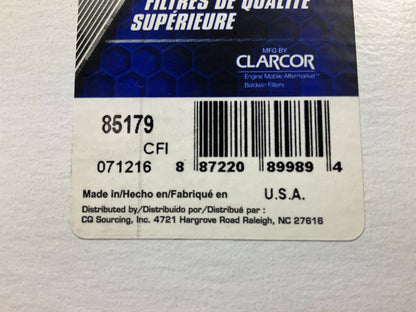 FILTRES DE QUALITÉ
SUPÉRIEURE
MFG BY
CLARCOR
Engine Mobile Aftermarket™
Baldwin Filters
85179
CFI
071216
8 87220 89989 4
Made in/Hecho en/Fabriqué en U.S.A.
Distributed by/Distribuido por/Distribué par :
CQ Sourcing, Inc. 4721 Hargrove Road Raleigh, NC 27616